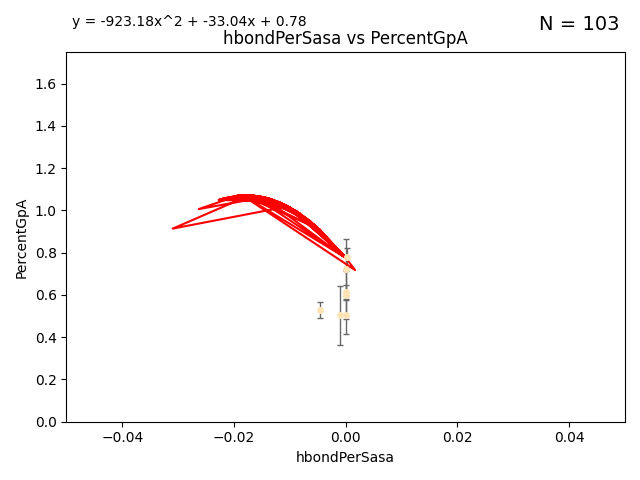 y = -923.18x^2 + -33.04x + 0.78
N = 103
hbondPerSasa vs PercentGpA
PercentGpA
1.6
1.4
1.2
1.0
0.8
0.6
0.4
0.2
0.0
−0.04
−0.02
0.00
0.02
0.04
hbondPerSasa